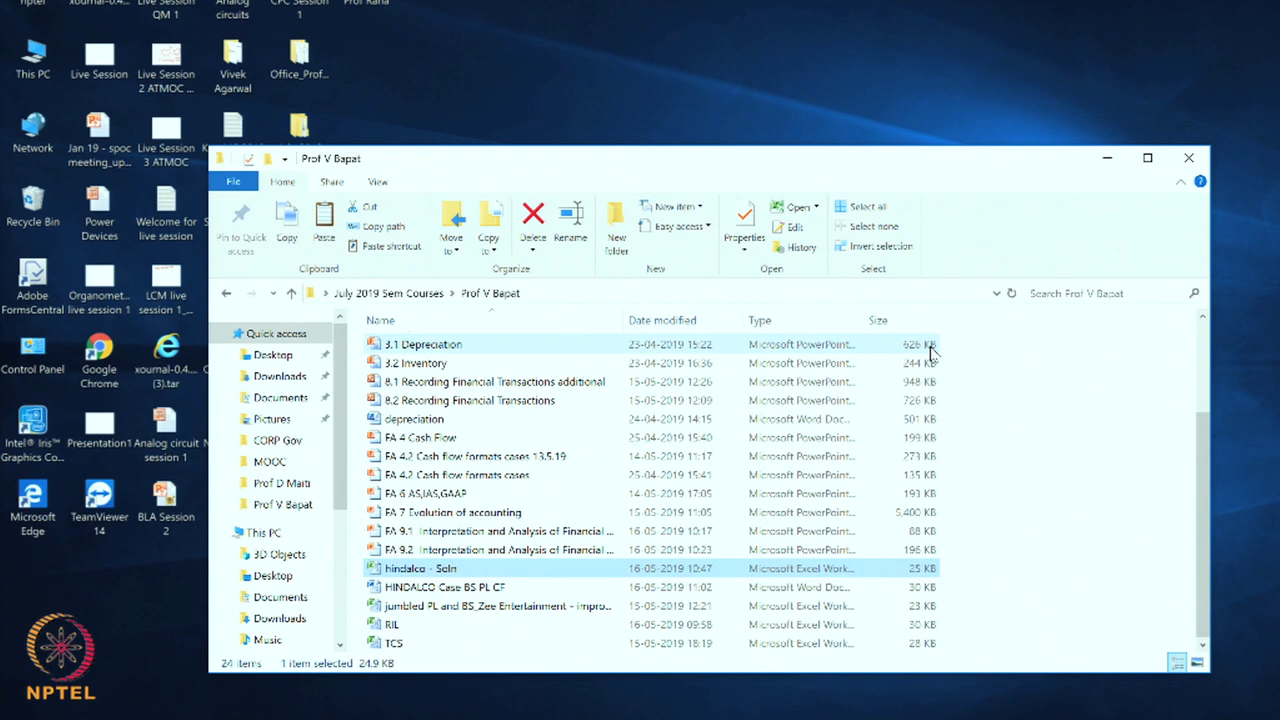 nptel xournal-0.4... Live Session Analog CPC Session Prof Rana
QM 1 circuits 1
This PC Live Session Live Session Vivek Office_Prof...
2 ATMOC ... Agarwal
Network Jan 19 - spoc Live Session
meeting_up... 3 ATMOC
Recycle Bin Power Welcome for
Devices live session
Adobe Organomet... LCM live
FormsCentral live session 1 session 1_...
Control Panel Google xournal-0.4....
Chrome (3).tar
Intel® Iris™ Presentation1 Analog circuit
Graphics Co... session 1
Microsoft TeamViewer BLA Session
Edge 14 2
Prof V Bapat
File Home Share View
Pin to Quick access Copy Paste Cut Copy path Paste shortcut
Move to Copy to Delete Rename New folder New item Easy access
Properties Open Edit History Select all Select none Invert selection
Clipboard Organize New Open Select
July 2019 Sem Courses Prof V Bapat Search Prof V Bapat
Quick access
Desktop
Downloads
Documents
Pictures
CORP Gov
MOOC
Prof D Maiti
Prof V Bapat
This PC
3D Objects
Desktop
Documents
Downloads
Music
Name Date modified Type Size
3.1 Depreciation 23-04-2019 15:22 Microsoft PowerPoint... 626 KB
3.2 Inventory 23-04-2019 16:36 Microsoft PowerPoint... 244 KB
8.1 Recording Financial Transactions additional 15-05-2019 12:26 Microsoft PowerPoint... 948 KB
8.2 Recording Financial Transactions 15-05-2019 12:09 Microsoft PowerPoint... 726 KB
depreciation 24-04-2019 14:15 Microsoft Word Doc... 501 KB
FA 4 Cash Flow 25-04-2019 15:40 Microsoft PowerPoint... 199 KB
FA 4.2 Cash flow formats cases 13.5.19 14-05-2019 11:17 Microsoft PowerPoint... 273 KB
FA 4.2 Cash flow formats cases 25-04-2019 15:41 Microsoft PowerPoint... 135 KB
FA 6 AS,IAS,GAAP 14-05-2019 17:05 Microsoft PowerPoint... 193 KB
FA 7 Evolution of accounting 15-05-2019 11:05 Microsoft PowerPoint... 5,400 KB
FA 9.1 Interpretation and Analysis of Financial ... 16-05-2019 10:17 Microsoft PowerPoint... 88 KB
FA 9.2 Interpretation and Analysis of Financial ... 16-05-2019 10:23 Microsoft PowerPoint... 196 KB
hindalco - Soln 16-05-2019 10:47 Microsoft Excel Work... 25 KB
HINDALCO Case BS PL CF 16-05-2019 11:02 Microsoft Word Doc... 30 KB
jumbled PL and BS_Zee Entertainment - impro... 15-05-2019 12:21 Microsoft Excel Work... 23 KB
RIL 16-05-2019 09:58 Microsoft Excel Work... 30 KB
TCS 15-05-2019 18:19 Microsoft Excel Work... 28 KB
24 items 1 item selected 24.9 KB
NPTEL